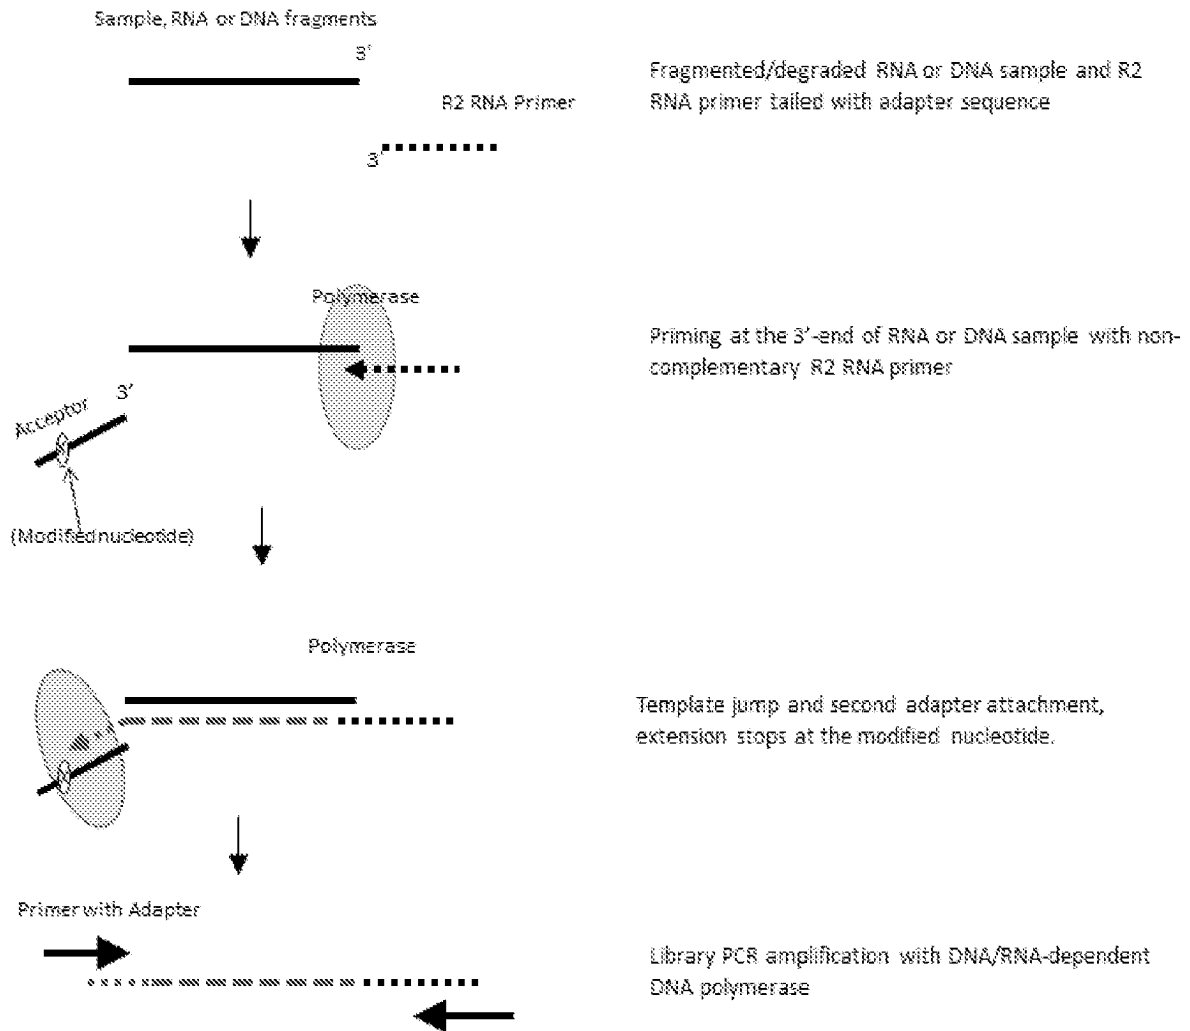 Sample, RNA or DNA fragments
3'
Fragmented/degraded RNA or DNA sample and R2
RNA primer tailed with adapter sequence
R2 RNA Primer
3'
Polymerase
Priming at the 3'-end of RNA or DNA sample with non-
complementary R2 RNA primer
3'
Acceptor
(Modified nucleotide)
Polymerase
Template jump and second adapter attachment,
extension stops at the modified nucleotide.
Primer with Adapter
Library PCR amplification with DNA/RNA-dependent
DNA polymerase